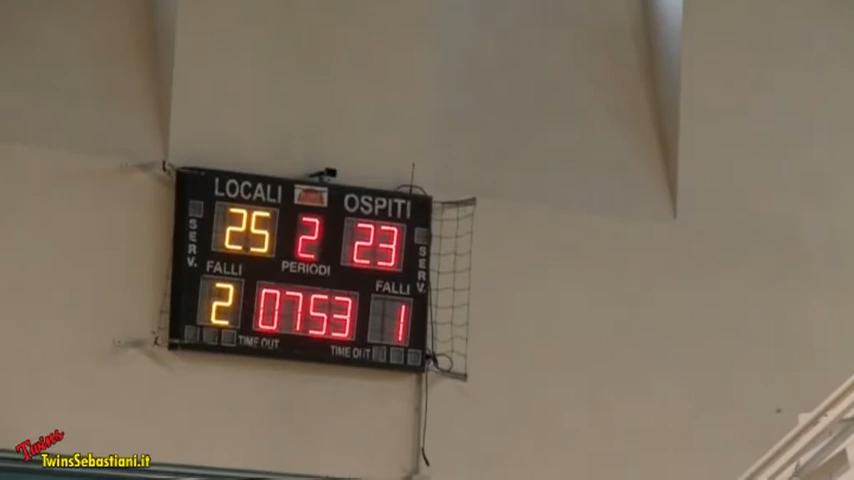 LOCALI OSPITI
25 2 23
SERV. PERIODI SERV.
FALLI FALLI
2 0753 1
TIME OUT TIME OUT
Twins
TwinsSebastiani.it